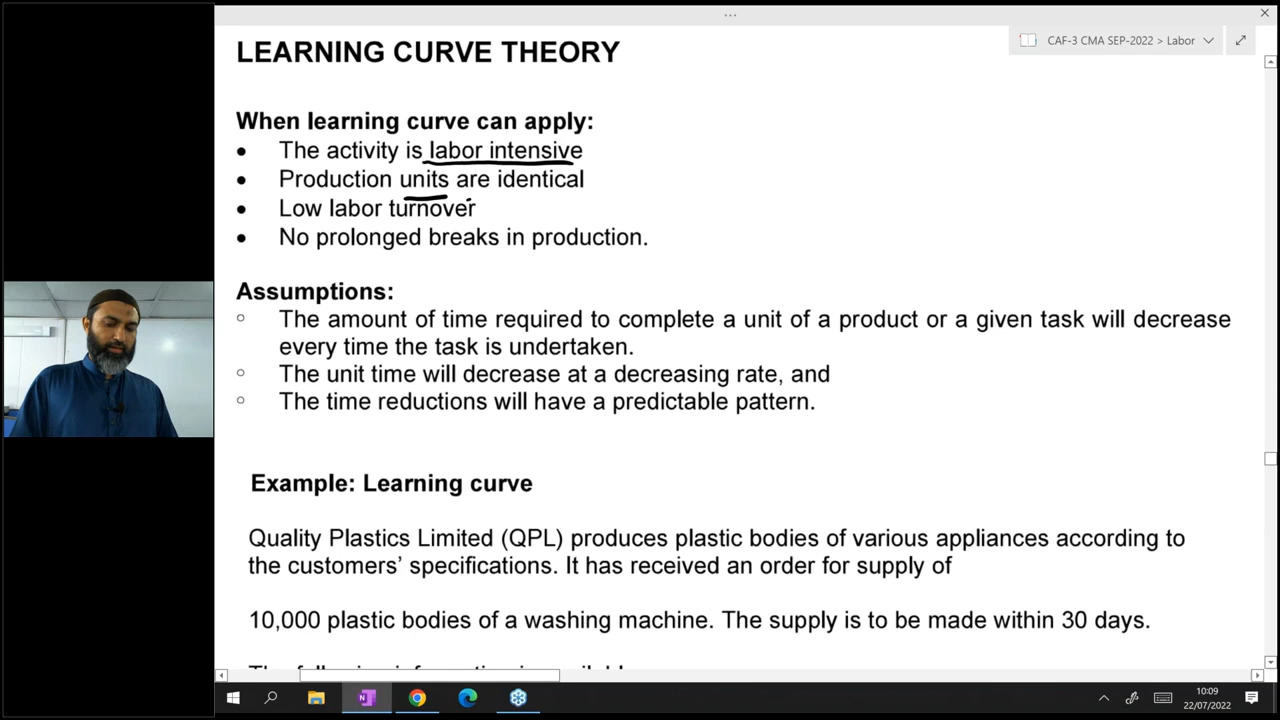 LEARNING CURVE THEORY
CAF-3 CMA SEP-2022 > Labor
When learning curve can apply:
• The activity is labor intensive
• Production units are identical
• Low labor turnover
• No prolonged breaks in production.
Assumptions:
○ The amount of time required to complete a unit of a product or a given task will decrease
every time the task is undertaken.
○ The unit time will decrease at a decreasing rate, and
○ The time reductions will have a predictable pattern.
Example: Learning curve
Quality Plastics Limited (QPL) produces plastic bodies of various appliances according to
the customers’ specifications. It has received an order for supply of
10,000 plastic bodies of a washing machine. The supply is to be made within 30 days.
10:09
22/07/2022